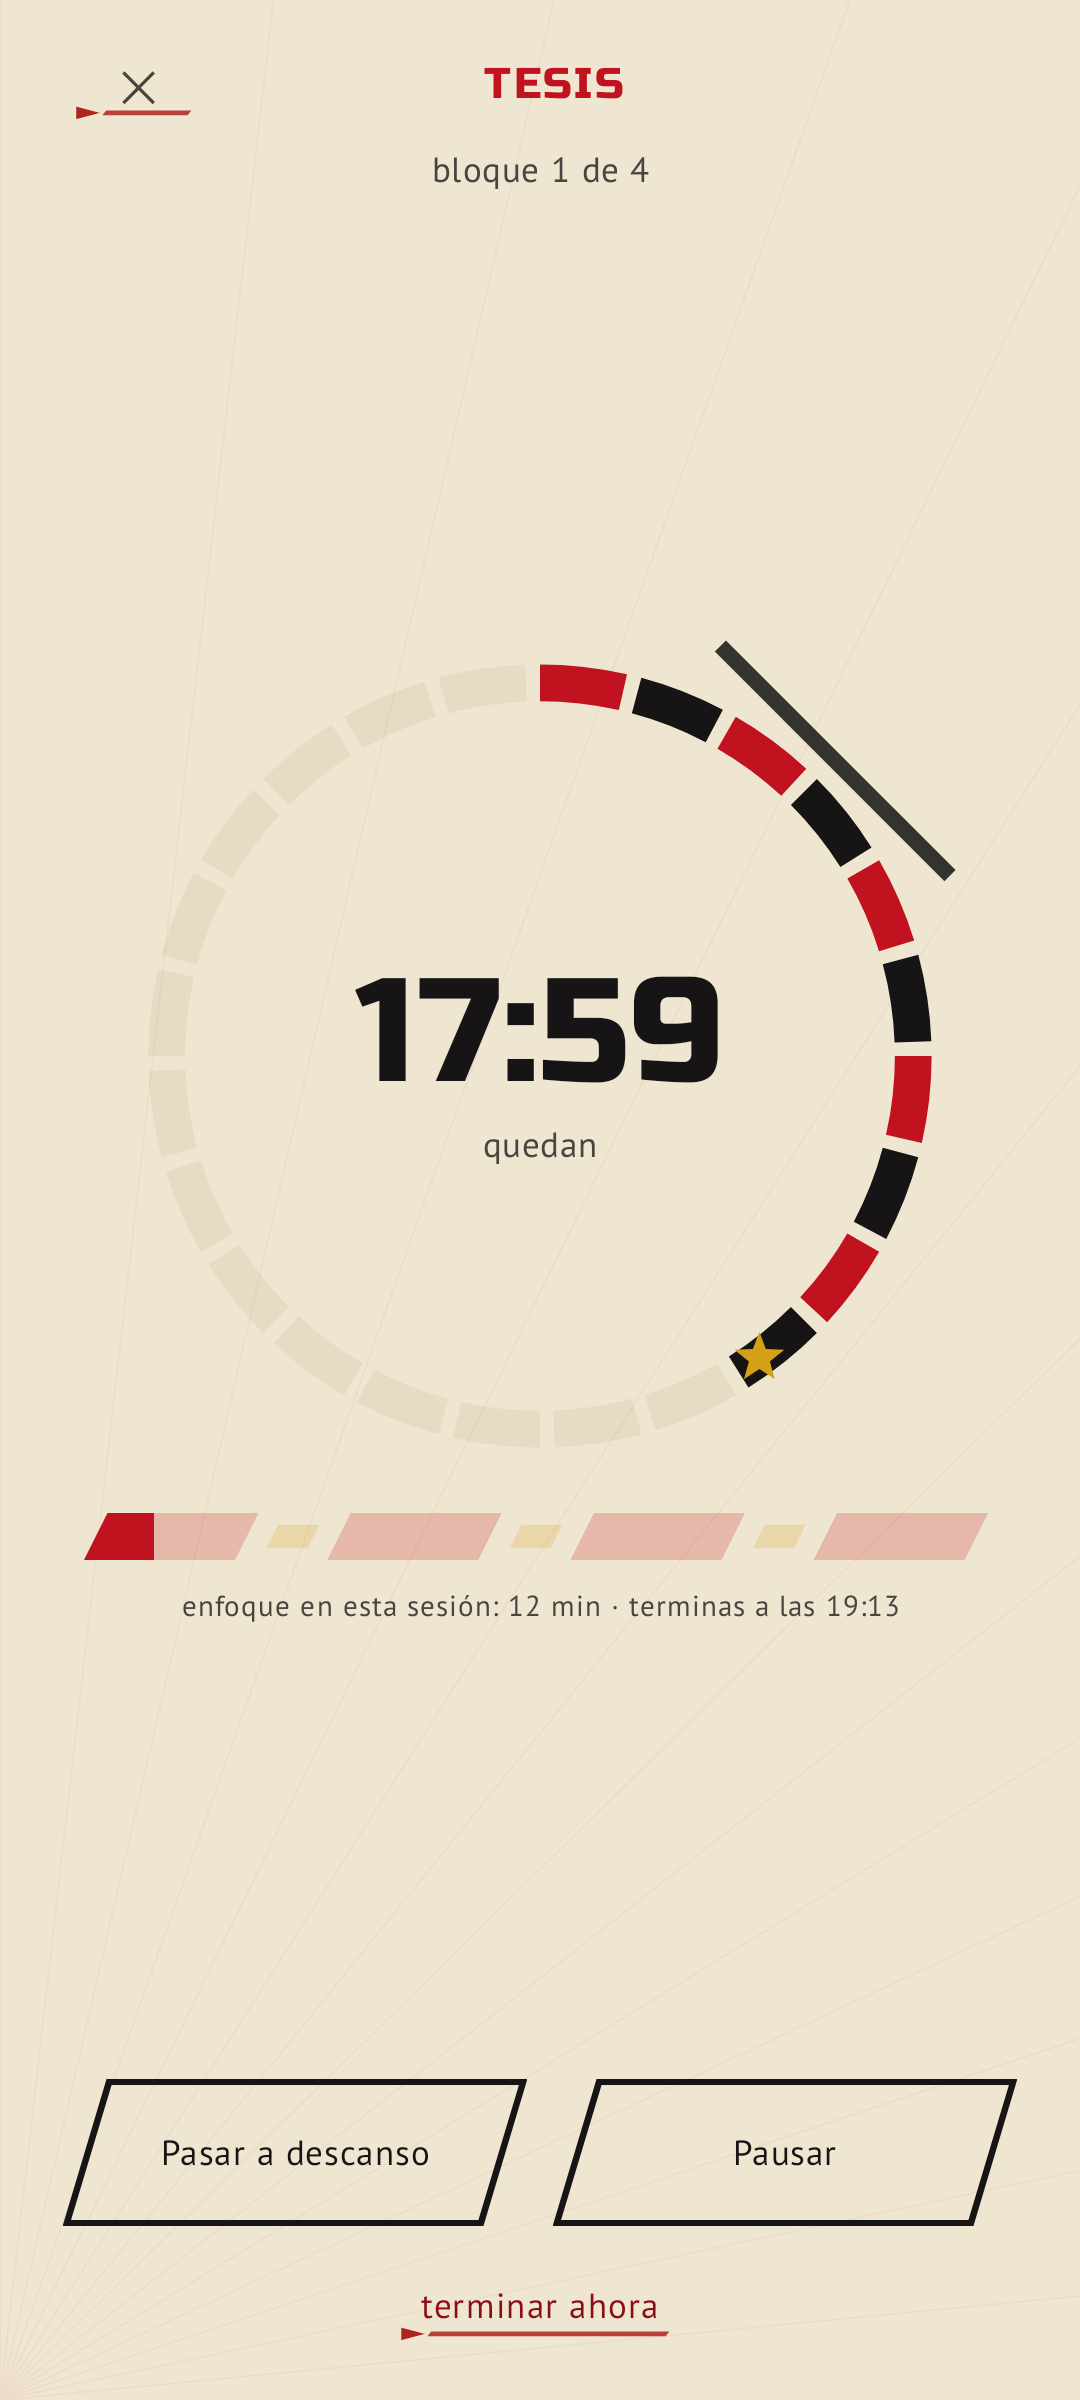 TESIS
bloque 1 de 4
17:59
quedan
enfoque en esta sesión: 12 min · terminas a las 19:13
Pasar a descanso
Pausar
terminar ahora